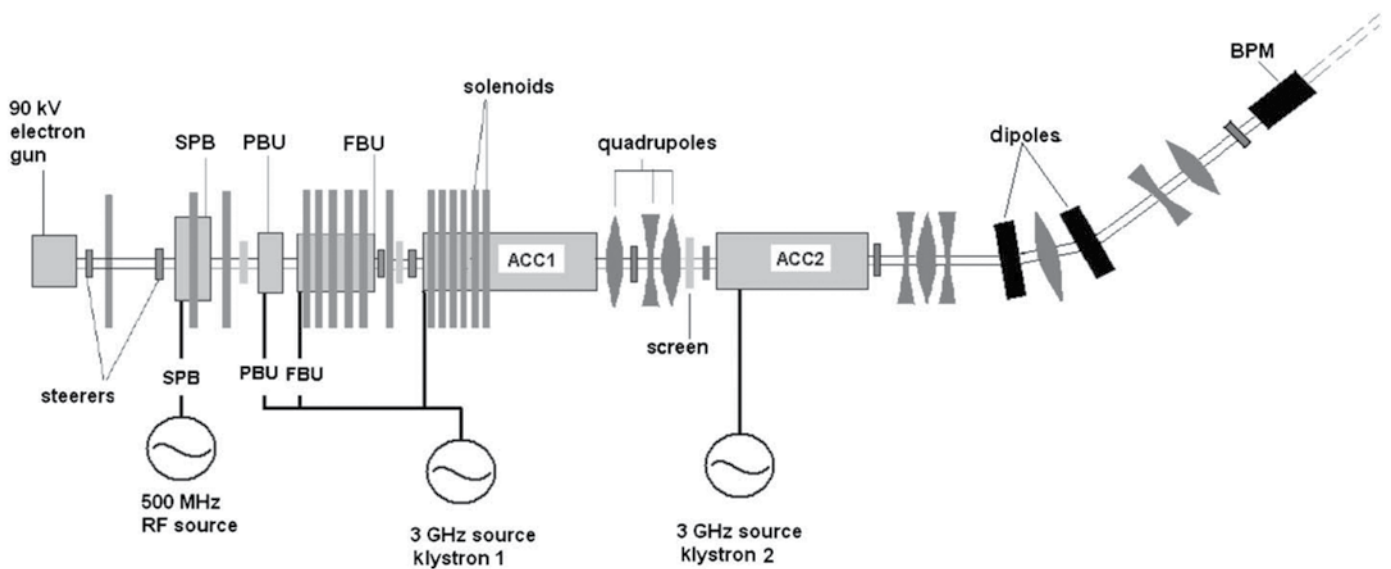 90 kV
electron
gun
SPB
PBU
FBU
solenoids
quadrupoles
dipoles
BPM
ACC1
ACC2
screen
steerers
SPB
PBU
FBU
500 MHz
RF source
3 GHz source
klystron 1
3 GHz source
klystron 2